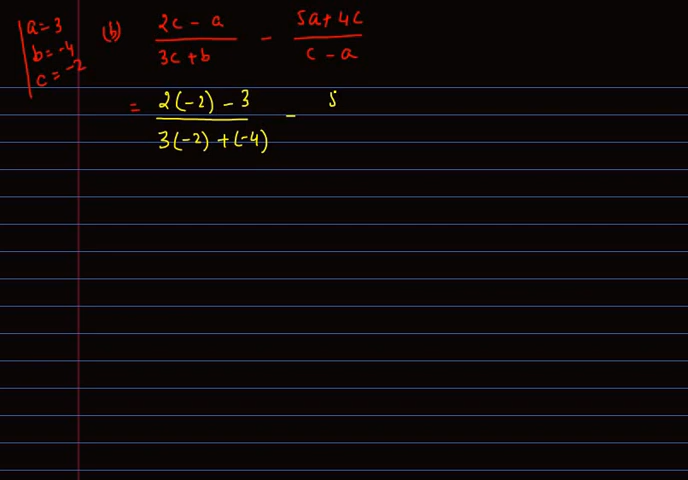 a = 3
b = -4
c = -2
(b) (2c - a)/(3c + b) - (5a + 4c)/(c - a)
= (2(-2) - 3)/(3(-2) + (-4)) - 5